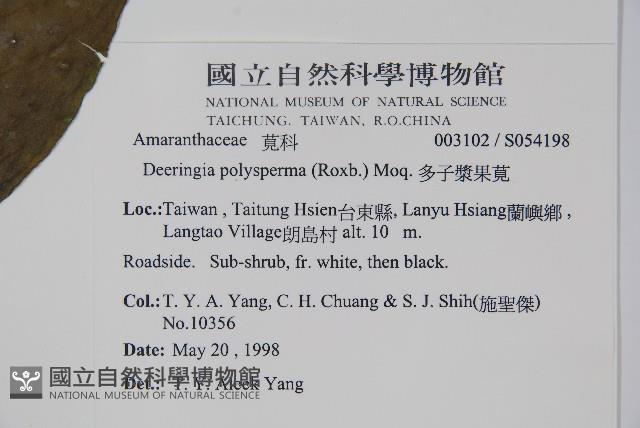 國立自然科學博物館
NATIONAL MUSEUM OF NATURAL SCIENCE
TAICHUNG. TAIWAN, R.O.CHINA
Amaranthaceae 莧科 003102 / S054198
Deeringia polysperma (Roxb.) Moq. 多子漿果莧
Loc.:Taiwan , Taitung Hsien台東縣, Lanyu Hsiang蘭嶼鄉 ,
Langtao Village朗島村 alt. 10 m.
Roadside. Sub-shrub, fr. white, then black.
Col.: T. Y. A. Yang, C. H. Chuang & S. J. Shih(施聖傑)
No.10356
Date: May 20 , 1998
Det.: T. Y. Aleck Yang
國立自然科學博物館
NATIONAL MUSEUM OF NATURAL SCIENCE